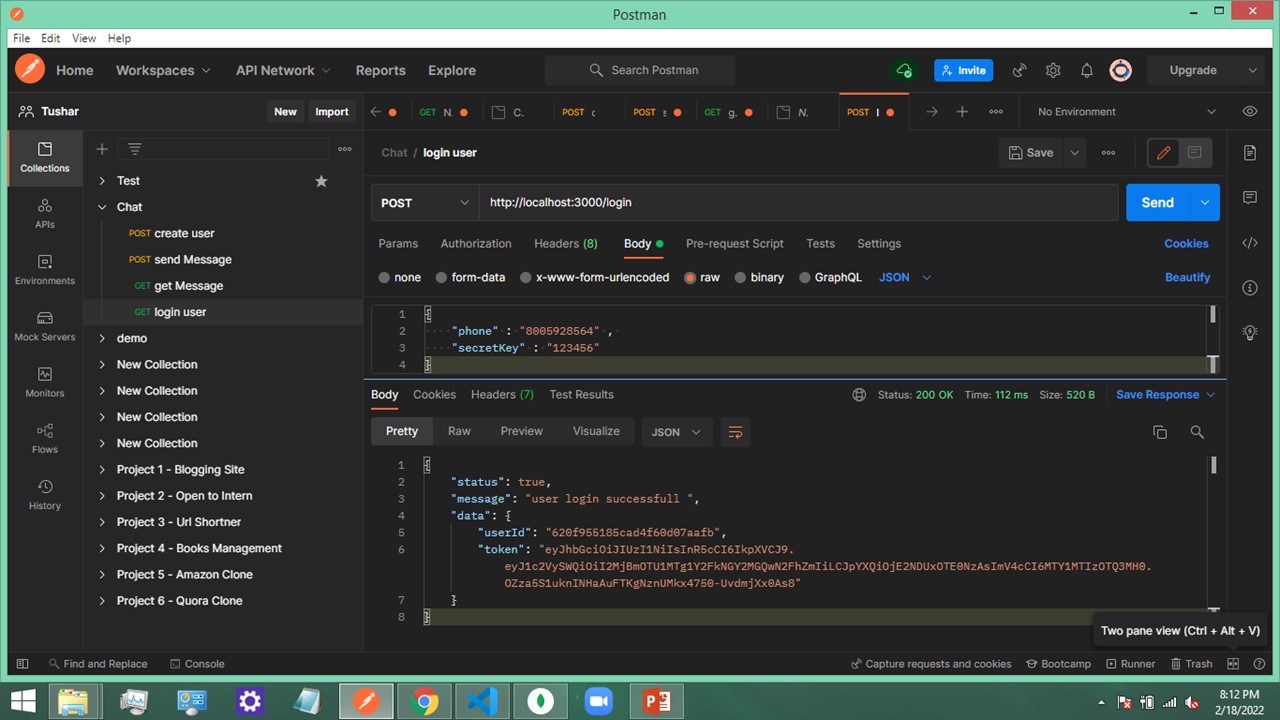 Postman
File Edit View Help
Home Workspaces API Network Reports Explore Search Postman Invite Upgrade
Tushar New Import GET N. C. POST c POST s GET g. N. POST l No Environment
Chat / login user Save
Collections
APIs
Environments
Mock Servers
Monitors
Flows
History
Test
Chat
POST create user
POST send Message
GET get Message
GET login user
demo
New Collection
New Collection
New Collection
New Collection
Project 1 - Blogging Site
Project 2 - Open to Intern
Project 3 - Url Shortner
Project 4 - Books Management
Project 5 - Amazon Clone
Project 6 - Quora Clone
POST http://localhost:3000/login Send
Params Authorization Headers (8) Body Pre-request Script Tests Settings Cookies
none form-data x-www-form-urlencoded raw binary GraphQL JSON Beautify
1 {
2 "phone" : "8005928564" ,
3 "secretKey" : "123456"
4 }
Body Cookies Headers (7) Test Results Status: 200 OK Time: 112 ms Size: 520 B Save Response
Pretty Raw Preview Visualize JSON
1 {
2 "status": true,
3 "message": "user login successfull ",
4 "data": {
5 "userId": "620f955185cad4f60d07aafb",
6 "token": "eyJhbGciOiJIUzI1NiIsInR5cCI6IkpXVCJ9.
eyJ1c2VySWQiOiI2MjBmOTU1MTg1Y2FkNGY2MGQwN2FhZmIiLCJpYXQiOjE2NDUxOTE0NzAsImV4cCI6MTY1MTIzOTQ3MH0.
OZza5S1uknINHaAuFTKgNznUMkx4750-UvdmjXx0As8"
7 }
8 }
Two pane view (Ctrl + Alt + V)
Find and Replace Console Capture requests and cookies Bootcamp Runner Trash
8:12 PM
2/18/2022